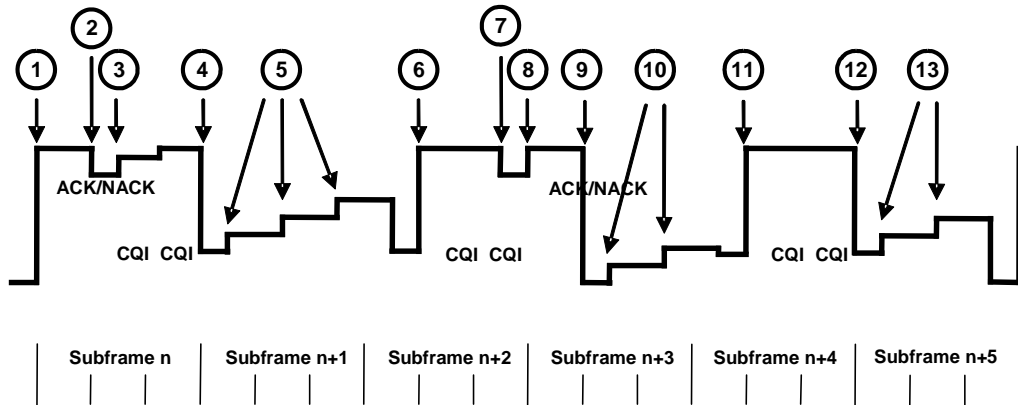 2 7
1 3 4 5 6 8 9 10 11 12 13
ACK/NACK ACK/NACK
CQI CQI CQI CQI CQI CQI
Subframe n Subframe n+1 Subframe n+2 Subframe n+3 Subframe n+4 Subframe n+5